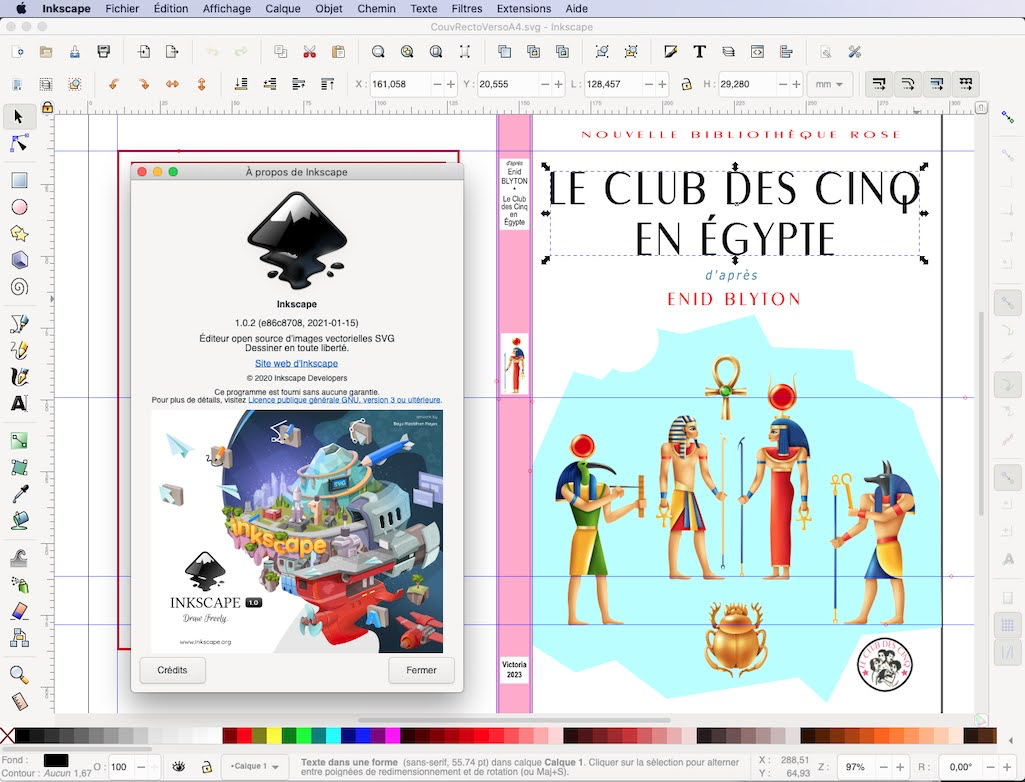 Inkscape Fichier Édition Affichage Calque Objet Chemin Texte Filtres Extensions Aide
CouvRectoVersoA4.svg - Inkscape
X : 161,058 Y : 20,555 L : 128,457 H : 29,280 mm
À propos de Inkscape
Inkscape
1.0.2 (e86c8708, 2021-01-15)
Éditeur open source d'images vectorielles SVG
Dessiner en toute liberté.
Site web d'Inkscape
© 2020 Inkscape Developers
Ce programme est fourni sans aucune garantie.
Pour plus de détails, visitez Licence publique générale GNU, version 3 ou ultérieure.
artwork by
SVG
Inkscape
INKSCAPE 1.0
Draw Freely.
www.inkscape.org
Crédits
Fermer
d'après
Enid
BLYTON
•
Le Club
des Cinq
en
Égypte
Victoria
2023
NOUVELLE BIBLIOTHÈQUE ROSE
LE CLUB DES CINQ
EN ÉGYPTE
d'après
ENID BLYTON
LE CLUB DES CINQ
Fond :
Contour : Aucun 1,67
O : 100
•Calque 1
Texte dans une forme (sans-serif, 55.74 pt) dans calque Calque 1. Cliquer sur la sélection pour alterner
entre poignées de redimensionnement et de rotation (ou Maj+S).
X : 288,51
Y : 64,93
Z : 97%
R : 0,00°